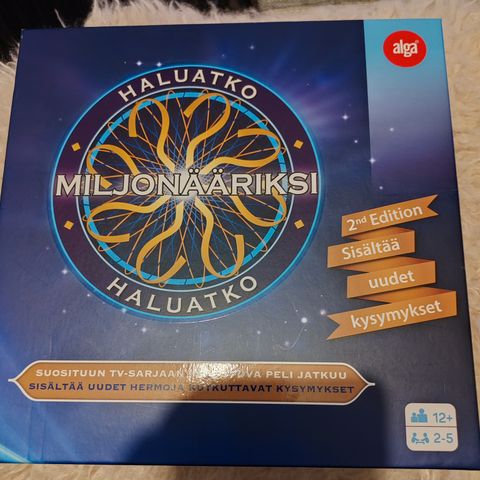 alga
HALUATKO
MILJONÄÄRIKSI
HALUATKO
2nd Edition
Sisältää
uudet
kysymykset
SUOSITUUN TV-SARJAAN PELI JATKUU
SISÄLTÄÄ UUDET HERMOJA KUTKUTTAVAT KYSYMYKSET
12+
2-5